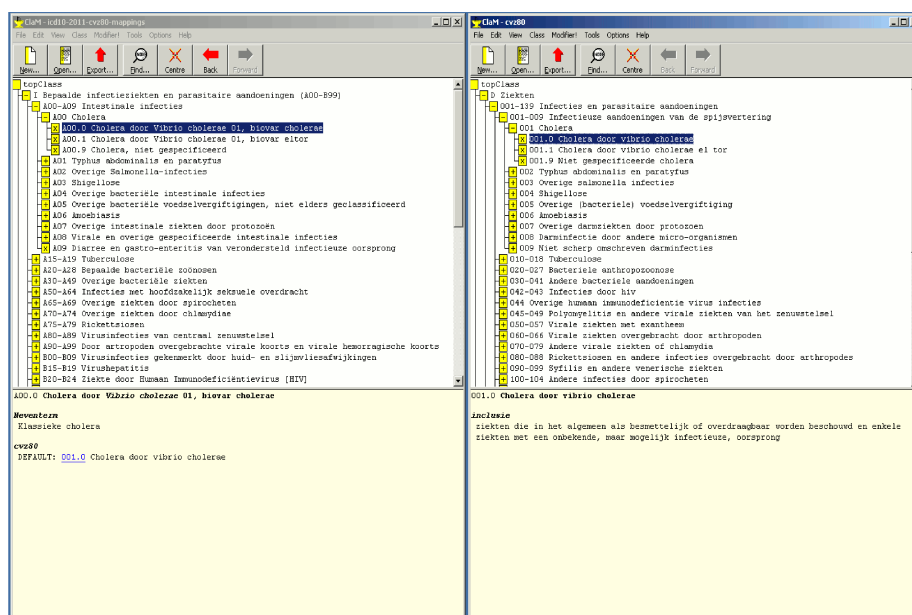 ClaM - icd10-2011-cvz80-mappings
File Edit View Class Modifier! Tools Options Help
New... Open... Export... Find... Centre Back Forward
topClass
I Bepaalde infectieziekten en parasitaire aandoeningen (A00-B99)
A00-A09 Intestinale infecties
A00 Cholera
A00.0 Cholera door Vibrio cholerae 01, biovar cholerae
A00.1 Cholera door Vibrio cholerae 01, biovar eltor
A00.9 Cholera, niet gespecificeerd
A01 Typhus abdominalis en paratyfus
A02 Overige Salmonella-infecties
A03 Shigellose
A04 Overige bacteriële intestinale infecties
A05 Overige bacteriële voedselvergiftigingen, niet elders geclassificeerd
A06 Amoebiasis
A07 Overige intestinale ziekten door protozoën
A08 Virale en overige gespecificeerde intestinale infecties
A09 Diarree en gastro-enteritis van verondersteld infectieuze oorsprong
A15-A19 Tuberculose
A20-A28 Bepaalde bacteriële zoönosen
A30-A49 Overige bacteriële ziekten
A50-A64 Infecties met hoofdzakelijk seksuele overdracht
A65-A69 Overige ziekten door spirocheten
A70-A74 Overige ziekten door chlamydiae
A75-A79 Rickettsiosen
A80-A89 Virusinfecties van centraal zenuwstelsel
A90-A99 Door artropoden overgebrachte virale koorts en virale hemorragische koorts
B00-B09 Virusinfecties gekenmerkt door huid- en slijmvliesafwijkingen
B15-B19 Virushepatitis
B20-B24 Ziekte door Humaan Immunodeficiëntievirus [HIV]
A00.0 Cholera door Vibrio cholerae 01, biovar cholerae
Neventerm
Klassieke cholera
cvz80
DEFAULT: 001.0 Cholera door vibrio cholerae
ClaM - cvz80
File Edit View Class Modifier! Tools Options Help
New... Open... Export... Find... Centre Back Forward
topClass
D Ziekten
001-139 Infecties en parasitaire aandoeningen
001-009 Infectieuze aandoeningen van de spijsvertering
001 Cholera
001.0 Cholera door vibrio cholerae
001.1 Cholera door vibrio cholerae el tor
001.9 Niet gespecificeerde cholera
002 Typhus abdominalis en paratyfus
003 Overige salmonella infecties
004 Shigellose
005 Overige (bacteriele) voedselvergiftiging
006 Amoebiasis
007 Overige darmziekten door protozoen
008 Darminfectie door andere micro-organismen
009 Niet scherp omschreven darminfecties
010-018 Tuberculose
020-027 Bacteriele anthropozoonose
030-041 Andere bacteriele aandoeningen
042-043 Infecties door hiv
044 Overige humaan immunodeficientie virus infecties
045-049 Polyomyelitis en andere virale ziekten van het zenuwstelsel
050-057 Virale ziekten met exantheem
060-066 Virale ziekten overgebracht door arthropoden
070-079 Andere virale ziekten of chlamydia
080-088 Rickettsiosen en andere infecties overgebracht door arthropodes
090-099 Syfilis en andere venerische ziekten
100-104 Andere infecties door spirocheten
001.0 Cholera door vibrio cholerae
inclusie
ziekten die in het algemeen als besmettelijk of overdraagbaar worden beschouwd en enkele
ziekten met een onbekende, maar mogelijk infectieuze, oorsprong